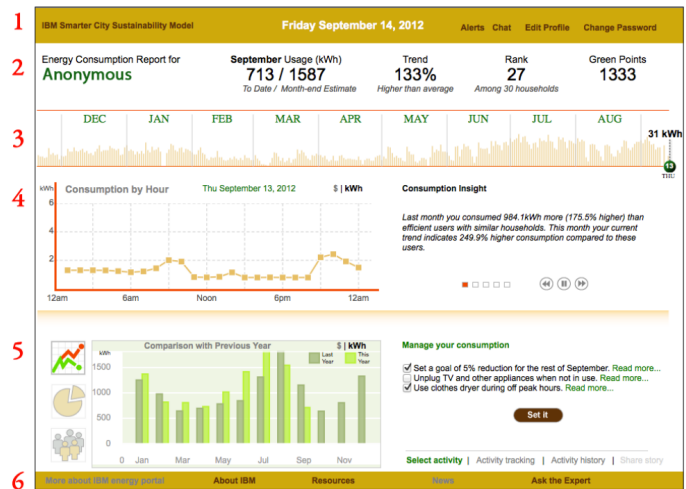 1
IBM Smarter City Sustainability Model
Friday September 14, 2012
Alerts Chat Edit Profile Change Password
2
Energy Consumption Report for
Anonymous
September Usage (kWh)
713 / 1587
To Date / Month-end Estimate
Trend
133%
Higher than average
Rank
27
Among 30 households
Green Points
1333
3
DEC JAN FEB MAR APR MAY JUN JUL AUG
31 kWh
13
THU
4
kWh
Consumption by Hour
Thu September 13, 2012
$ | kWh
6
4
2
12am 6am Noon 6pm 12am
Consumption Insight
Last month you consumed 984.1kWh more (175.5% higher) than
efficient users with similar households. This month your current
trend indicates 249.9% higher consumption compared to these
users.
5
Comparison with Previous Year
$ | kWh
kWh
Last Year
This Year
1500
1000
500
0
0 Jan Mar May Jul Sep Nov
Manage your consumption
Set a goal of 5% reduction for the rest of September. Read more...
Unplug TV and other appliances when not in use. Read more...
Use clothes dryer during off peak hours. Read more...
Set it
Select activity | Activity tracking | Activity history | Share story
6
More about IBM energy portal About IBM Resources News Ask the Expert